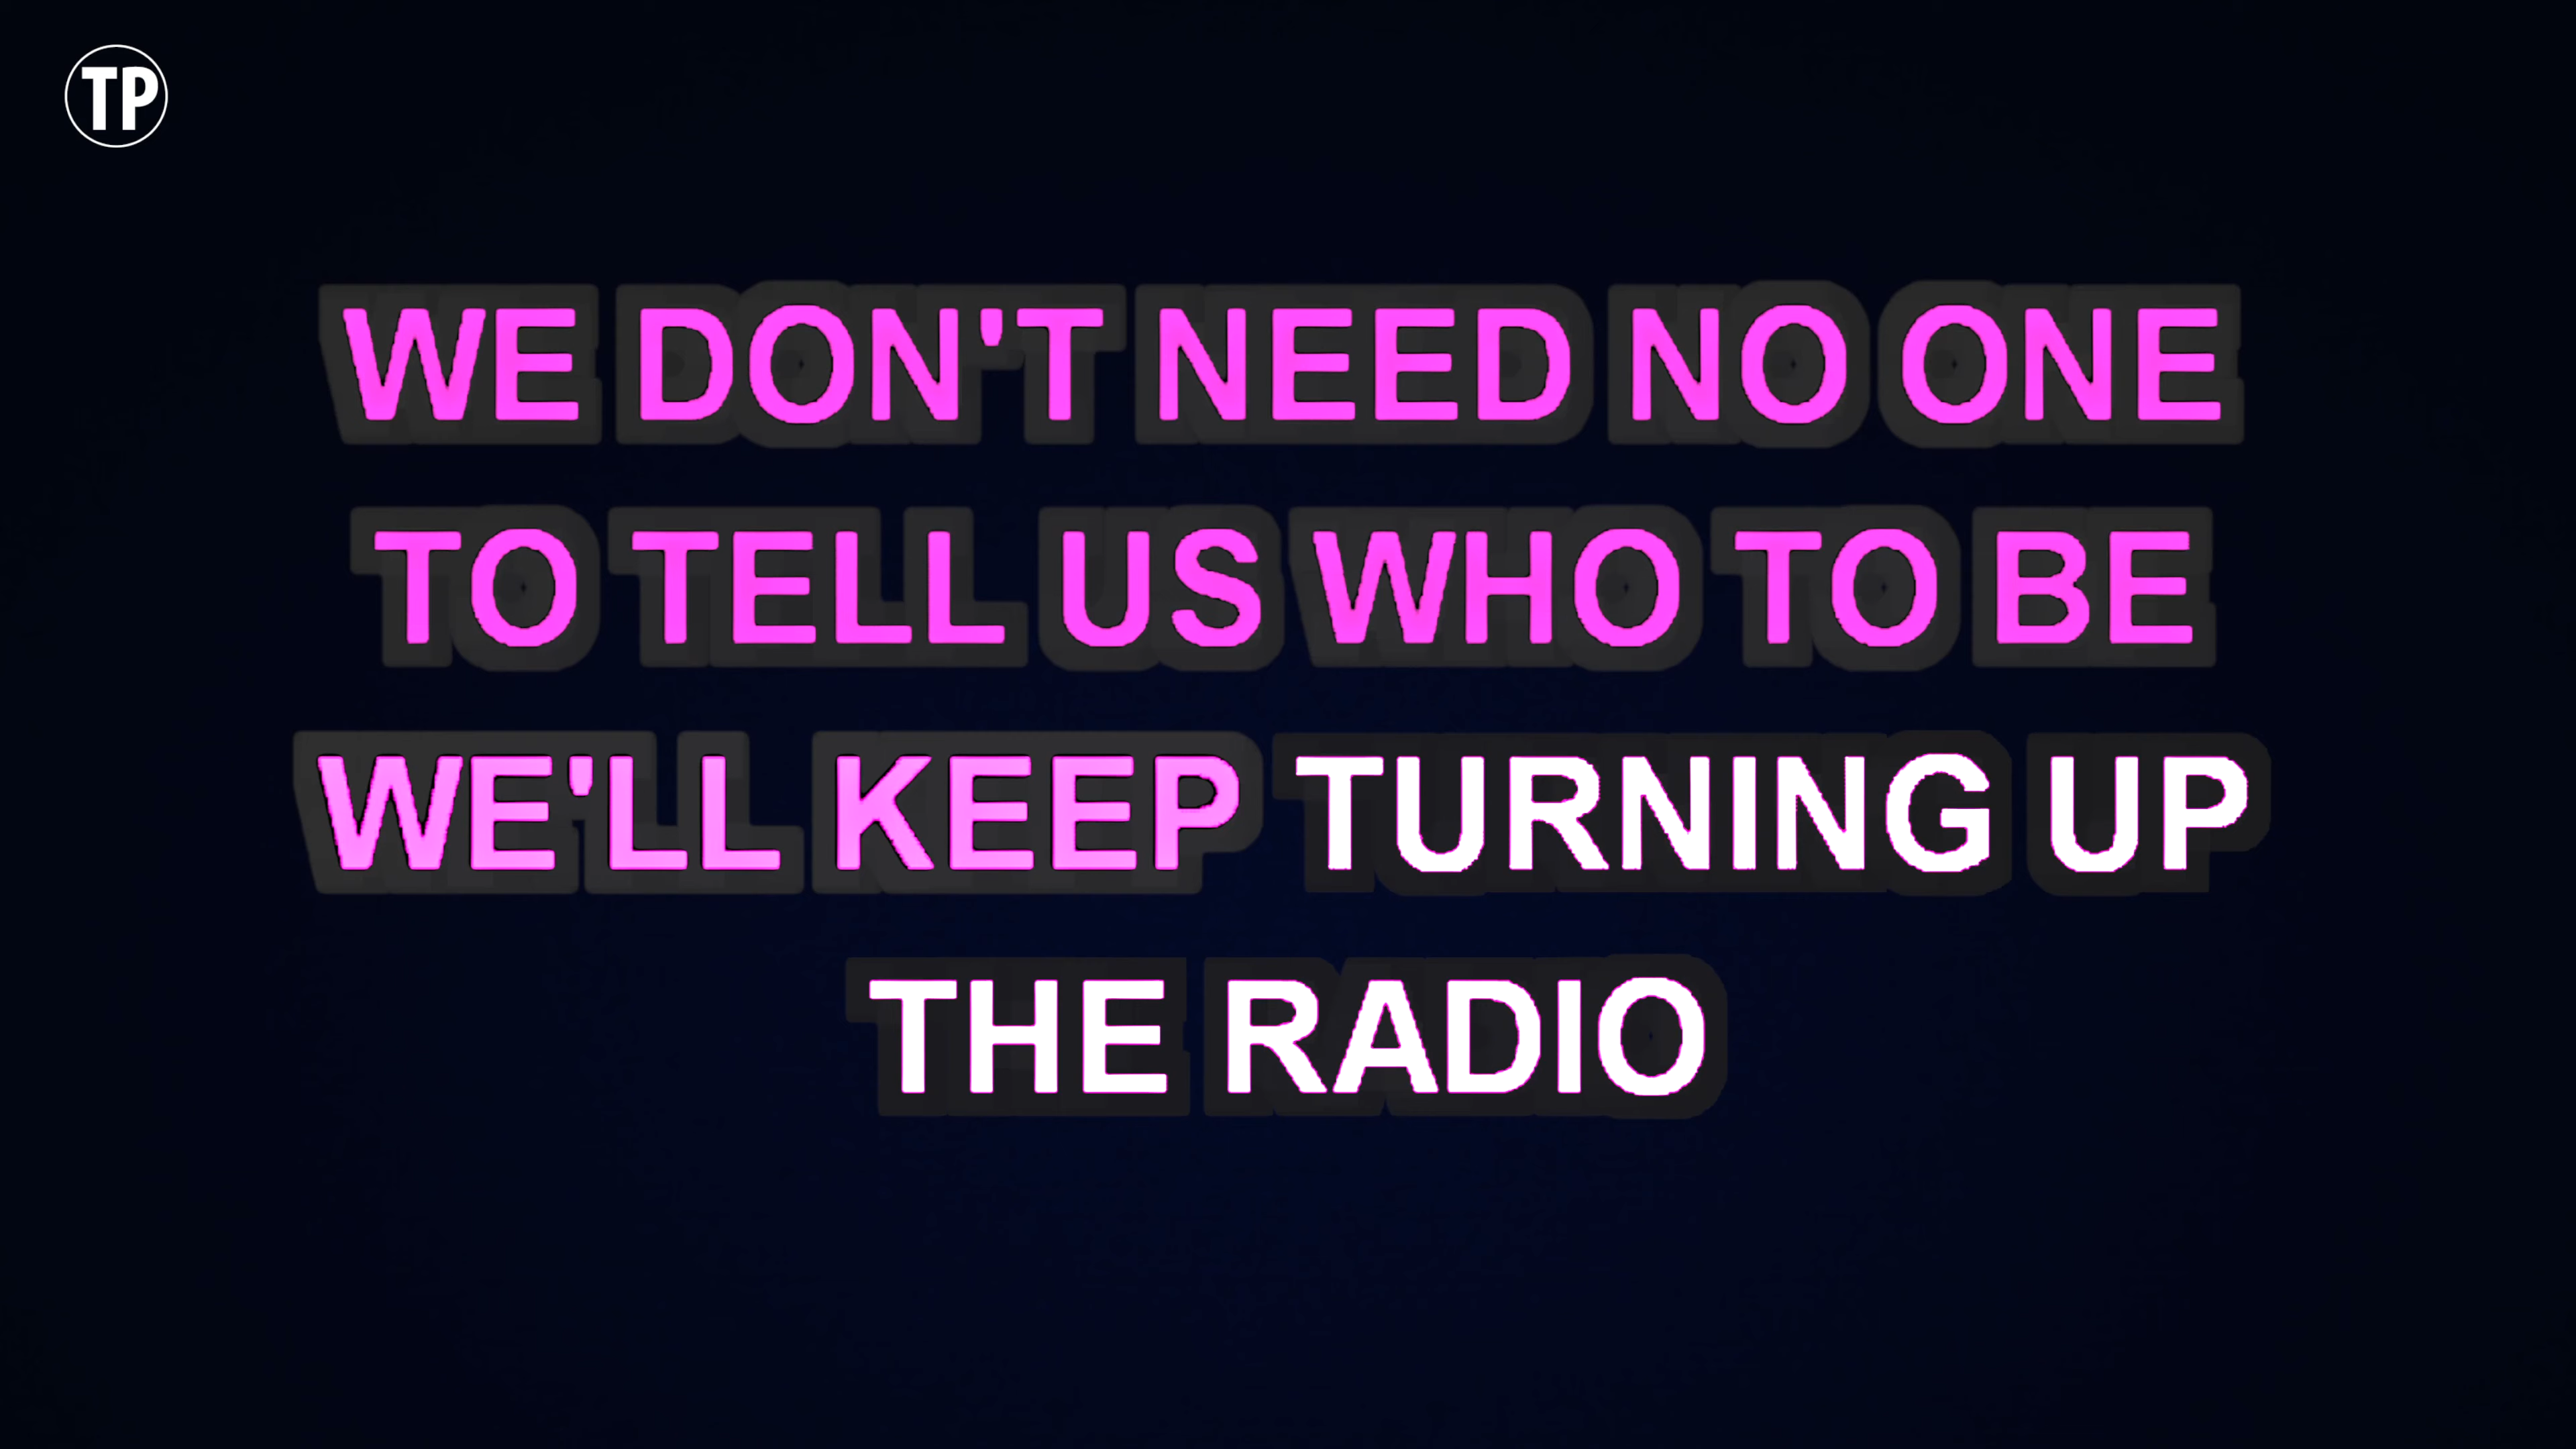 TP
WE DON'T NEED NO ONE
TO TELL US WHO TO BE
WE'LL KEEP TURNING UP
THE RADIO